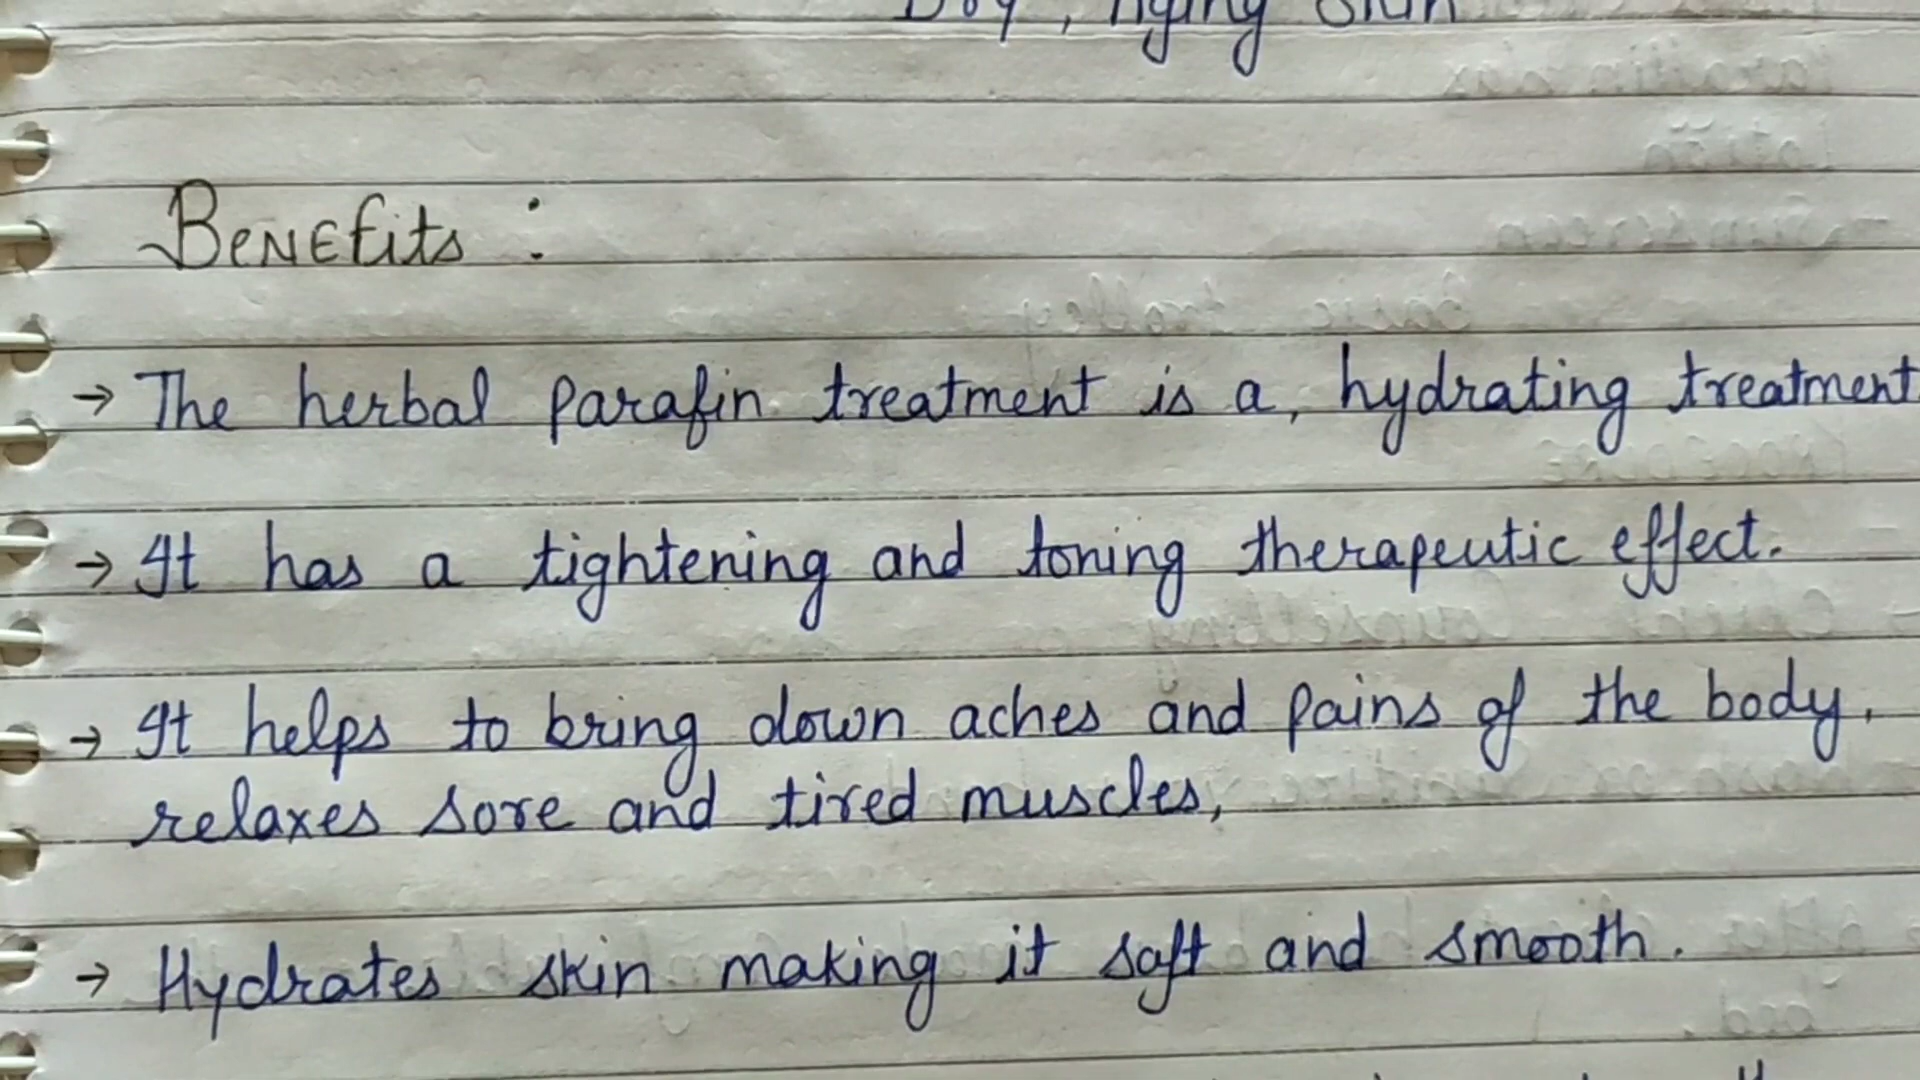 Aging Skin
Benefits :
→ The herbal parafin treatment is a, hydrating treatment.
→ It has a tightening and toning therapeutic effect.
→ It helps to bring down aches and pains of the body,
relaxes sore and tired muscles,
→ Hydrates skin making it soft and smooth.